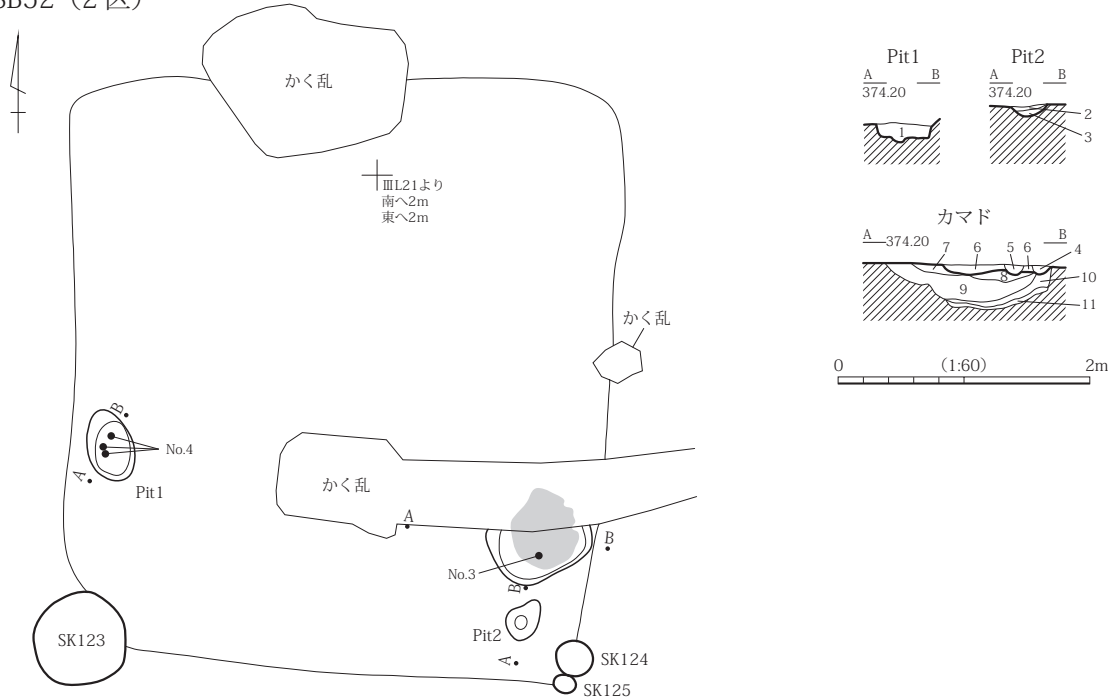 SB52（2区）
かく乱
ⅢL21より
南へ2m
東へ2m
かく乱
B
No.4
A
Pit1
かく乱
A
B
No.3
B
Pit2
A
SK123
SK124
SK125
Pit1
A B
374.20
1
Pit2
A B
374.20
2
3
カマド
A 374.20 B
7 6 5 6 4
8
9
10
11
0 (1:60) 2m